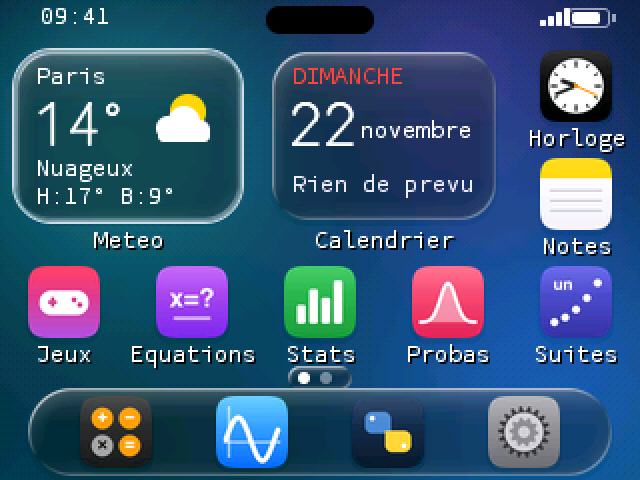 09:41
Paris
14°
Nuageux
H:17° B:9°
Meteo
DIMANCHE
22 novembre
Rien de prevu
Calendrier
Horloge
Notes
Jeux
x=?
Equations
Stats
Probas
un
Suites